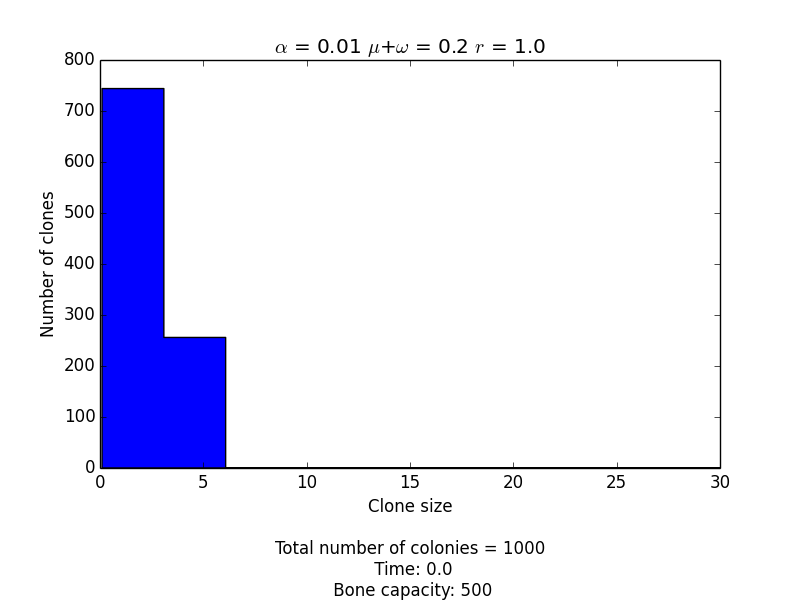 α = 0.01 μ+ω = 0.2 r = 1.0
800
700
600
500
400
300
200
100
0
Number of clones
0 5 10 15 20 25 30
Clone size
Total number of colonies = 1000
Time: 0.0
Bone capacity: 500